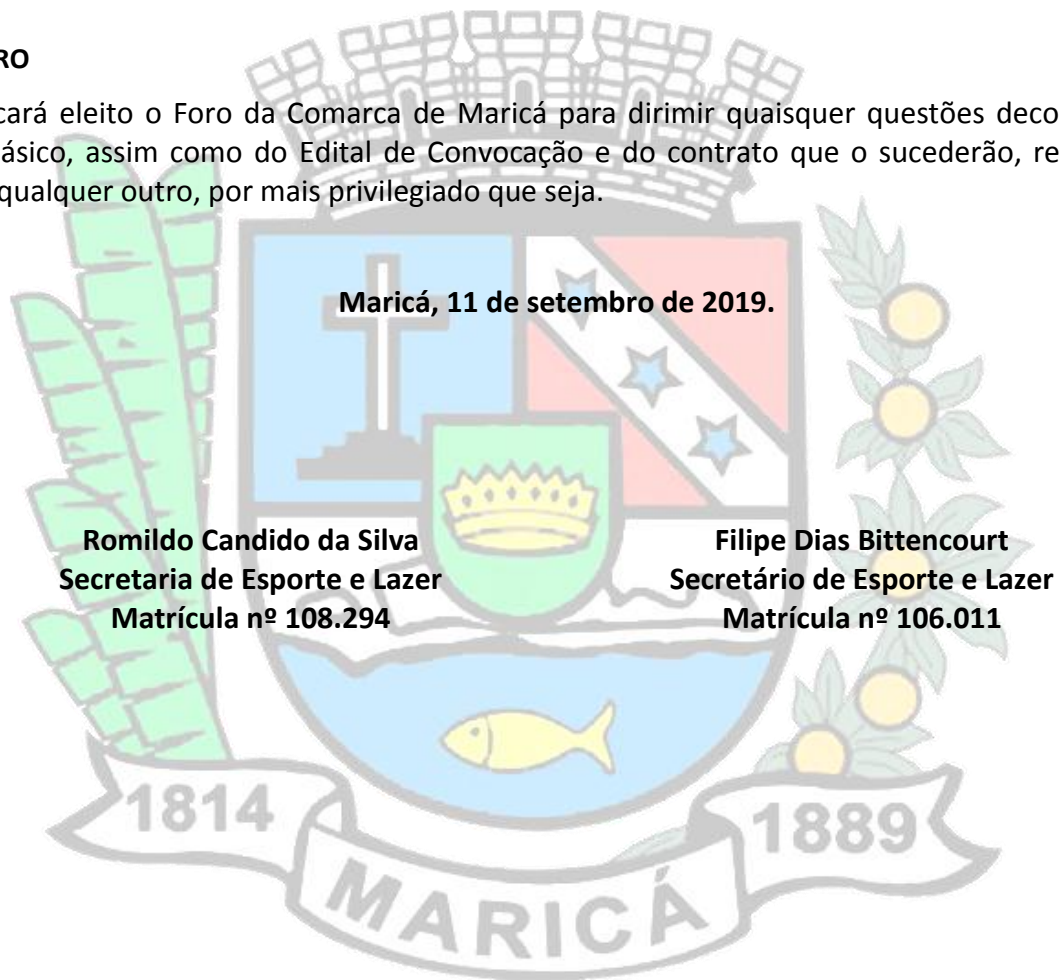 RO
cará eleito o Foro da Comarca de Maricá para dirimir quaisquer questões deco
ásico, assim como do Edital de Convocação e do contrato que o sucederão, re
qualquer outro, por mais privilegiado que seja.
Maricá, 11 de setembro de 2019.
Romildo Candido da Silva
Secretaria de Esporte e Lazer
Matrícula nº 108.294
Filipe Dias Bittencourt
Secretário de Esporte e Lazer
Matrícula nº 106.011
1814
MARICÁ
1889